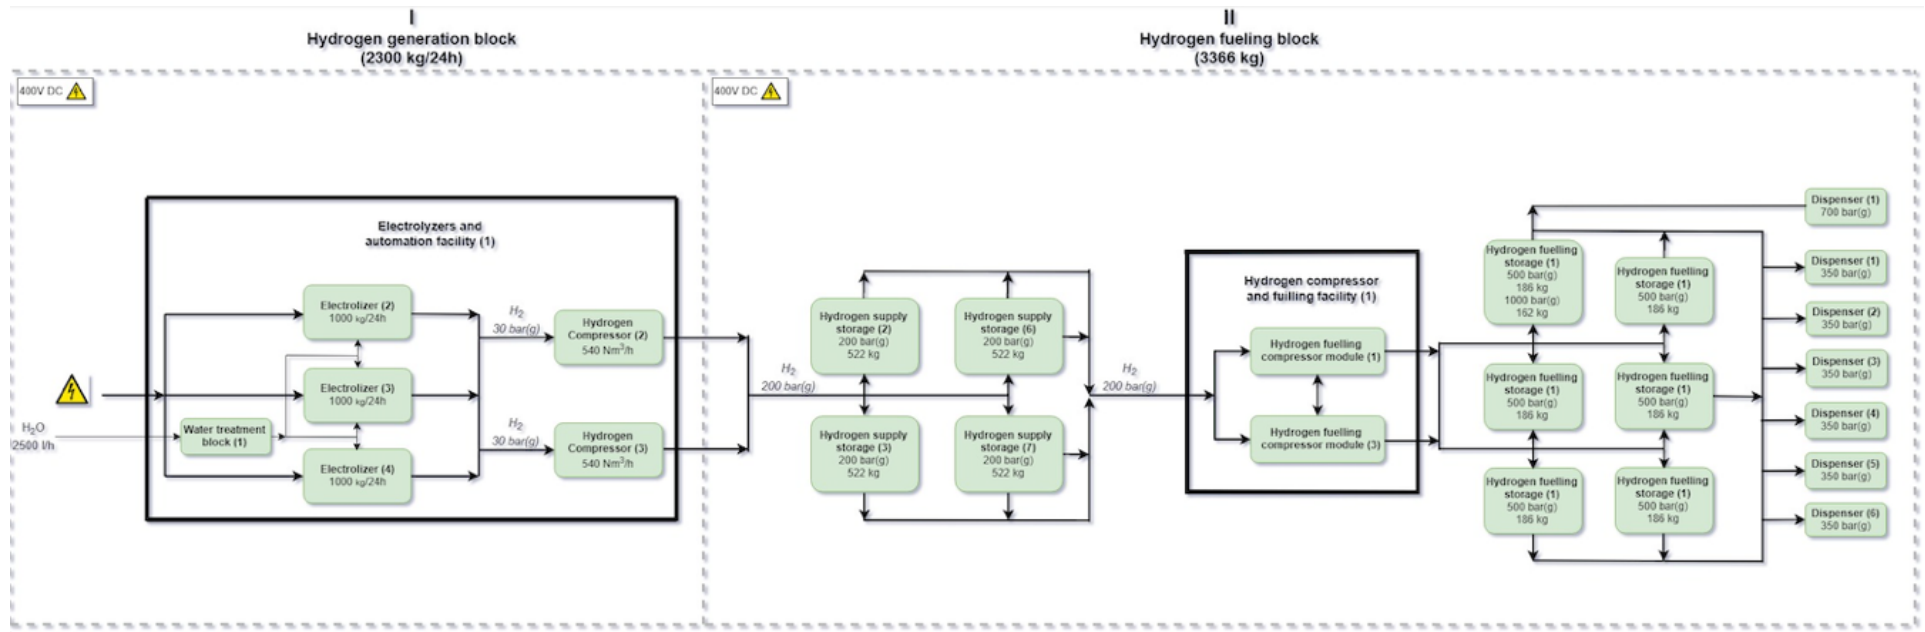 I
Hydrogen generation block
(2300 kg/24h)
400V DC
Electrolyzers and
automation facility (1)
Electrolizer (2)
1000 kg/24h
Electrolizer (3)
1000 kg/24h
Electrolizer (4)
1000 kg/24h
H2O
2500 l/h
Water treatment
block (1)
H2
30 bar(g)
H2
30 bar(g)
Hydrogen
Compressor (2)
540 Nm3/h
Hydrogen
Compressor (3)
540 Nm3/h
II
Hydrogen fueling block
(3366 kg)
400V DC
H2
200 bar(g)
Hydrogen supply
storage (2)
200 bar(g)
522 kg
Hydrogen supply
storage (6)
200 bar(g)
522 kg
Hydrogen supply
storage (3)
200 bar(g)
522 kg
Hydrogen supply
storage (7)
200 bar(g)
522 kg
H2
200 bar(g)
Hydrogen compressor
and fuilling facility (1)
Hydrogen fuelling
compressor module (1)
Hydrogen fuelling
compressor module (3)
Hydrogen fuelling
storage (1)
500 bar(g)
186 kg
1000 bar(g)
162 kg
Hydrogen fuelling
storage (1)
500 bar(g)
186 kg
Hydrogen fuelling
storage (1)
500 bar(g)
186 kg
Hydrogen fuelling
storage (1)
500 bar(g)
186 kg
Hydrogen fuelling
storage (1)
500 bar(g)
186 kg
Hydrogen fuelling
storage (1)
500 bar(g)
186 kg
Dispenser (1)
700 bar(g)
Dispenser (1)
350 bar(g)
Dispenser (2)
350 bar(g)
Dispenser (3)
350 bar(g)
Dispenser (4)
350 bar(g)
Dispenser (5)
350 bar(g)
Dispenser (6)
350 bar(g)